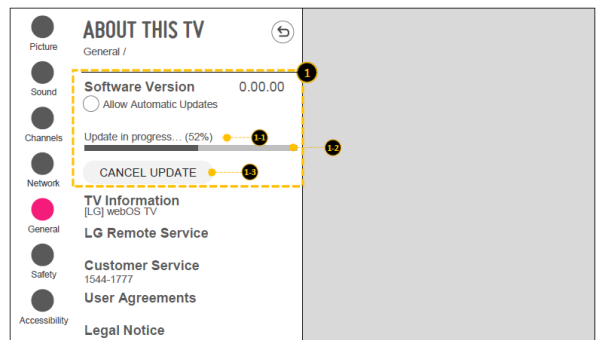 Picture
Sound
Channels
Network
General
Safety
Accessibility
ABOUT THIS TV
General /
1
Software Version 0.00.00
Allow Automatic Updates
Update in progress... (52%) 1-1
1-2
CANCEL UPDATE 1-3
TV Information
[LG] webOS TV
LG Remote Service
Customer Service
1544-1777
User Agreements
Legal Notice